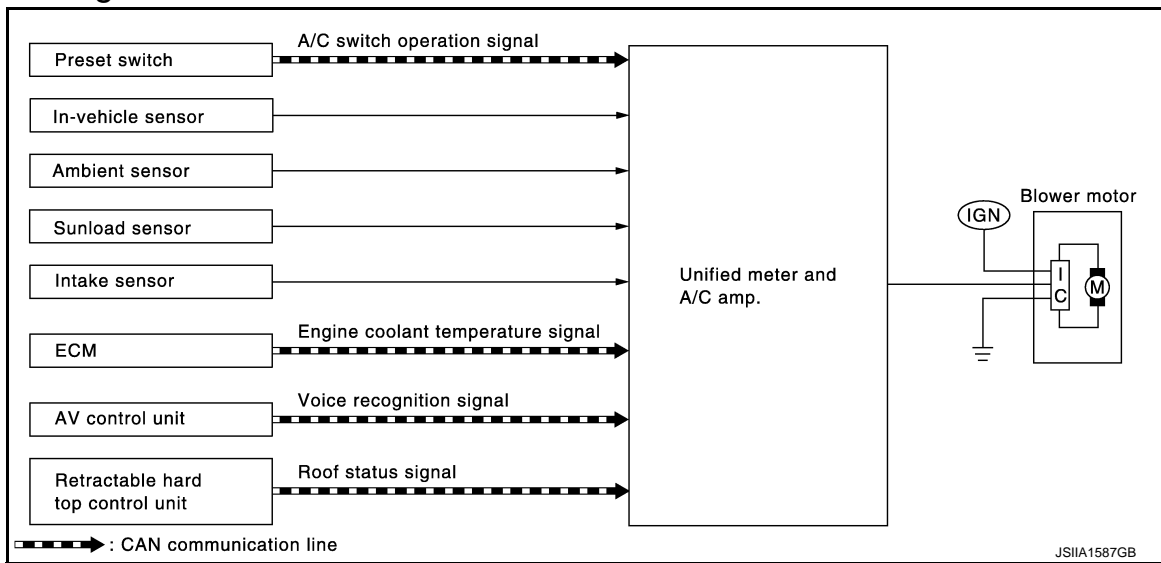 Preset switch
A/C switch operation signal
In-vehicle sensor
Ambient sensor
Sunload sensor
Intake sensor
ECM
Engine coolant temperature signal
AV control unit
Voice recognition signal
Retractable hard
top control unit
Roof status signal
Unified meter and
A/C amp.
Blower motor
IGN
I
C
M
: CAN communication line
JSIIA1587GB